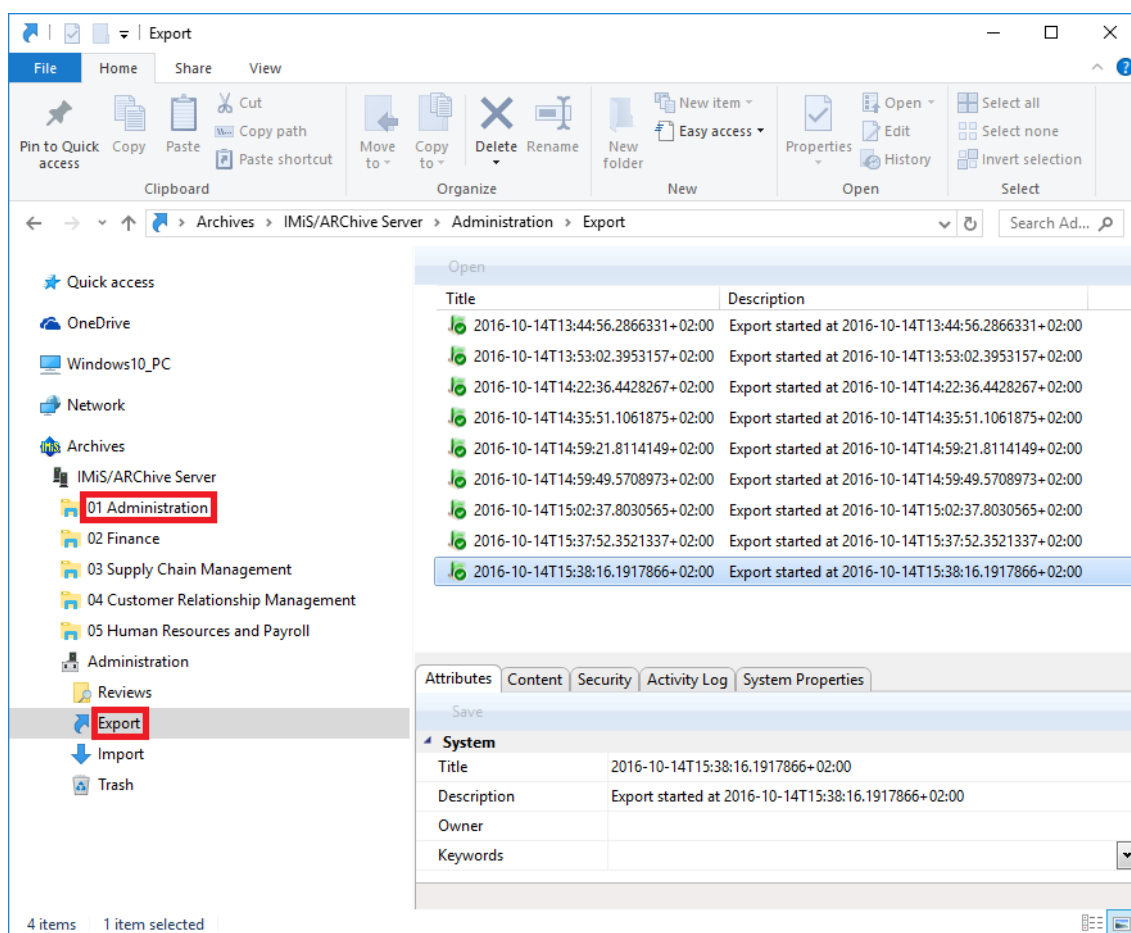 Export
File Home Share View
Pin to Quick access
Copy
Paste
Cut
Copy path
Paste shortcut
Move to
Copy to
Delete
Rename
New folder
New item
Easy access
Properties
Open
Edit
History
Select all
Select none
Invert selection
Clipboard Organize New Open Select
Archives > IMiS/ARChive Server > Administration > Export
Search Ad...
Quick access
OneDrive
Windows10_PC
Network
Archives
IMiS/ARChive Server
01 Administration
02 Finance
03 Supply Chain Management
04 Customer Relationship Management
05 Human Resources and Payroll
Administration
Reviews
Export
Import
Trash
Open
Title Description
2016-10-14T13:44:56.2866331+02:00 Export started at 2016-10-14T13:44:56.2866331+02:00
2016-10-14T13:53:02.3953157+02:00 Export started at 2016-10-14T13:53:02.3953157+02:00
2016-10-14T14:22:36.4428267+02:00 Export started at 2016-10-14T14:22:36.4428267+02:00
2016-10-14T14:35:51.1061875+02:00 Export started at 2016-10-14T14:35:51.1061875+02:00
2016-10-14T14:59:21.8114149+02:00 Export started at 2016-10-14T14:59:21.8114149+02:00
2016-10-14T14:59:49.5708973+02:00 Export started at 2016-10-14T14:59:49.5708973+02:00
2016-10-14T15:02:37.8030565+02:00 Export started at 2016-10-14T15:02:37.8030565+02:00
2016-10-14T15:37:52.3521337+02:00 Export started at 2016-10-14T15:37:52.3521337+02:00
2016-10-14T15:38:16.1917866+02:00 Export started at 2016-10-14T15:38:16.1917866+02:00
Attributes Content Security Activity Log System Properties
Save
System
Title 2016-10-14T15:38:16.1917866+02:00
Description Export started at 2016-10-14T15:38:16.1917866+02:00
Owner
Keywords
4 items 1 item selected